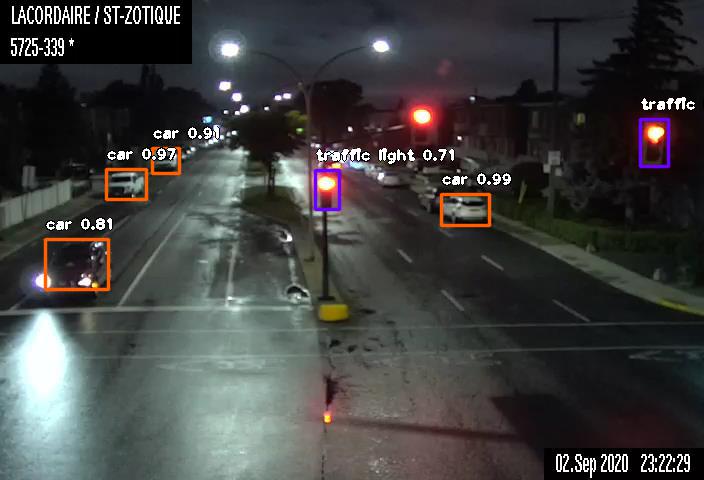 LACORDAIRE / ST-ZOTIQUE
5725-339 *
traffic
car 0.91
car 0.97
traffic light 0.71
car 0.99
car 0.81
02.Sep 2020 23:22:29